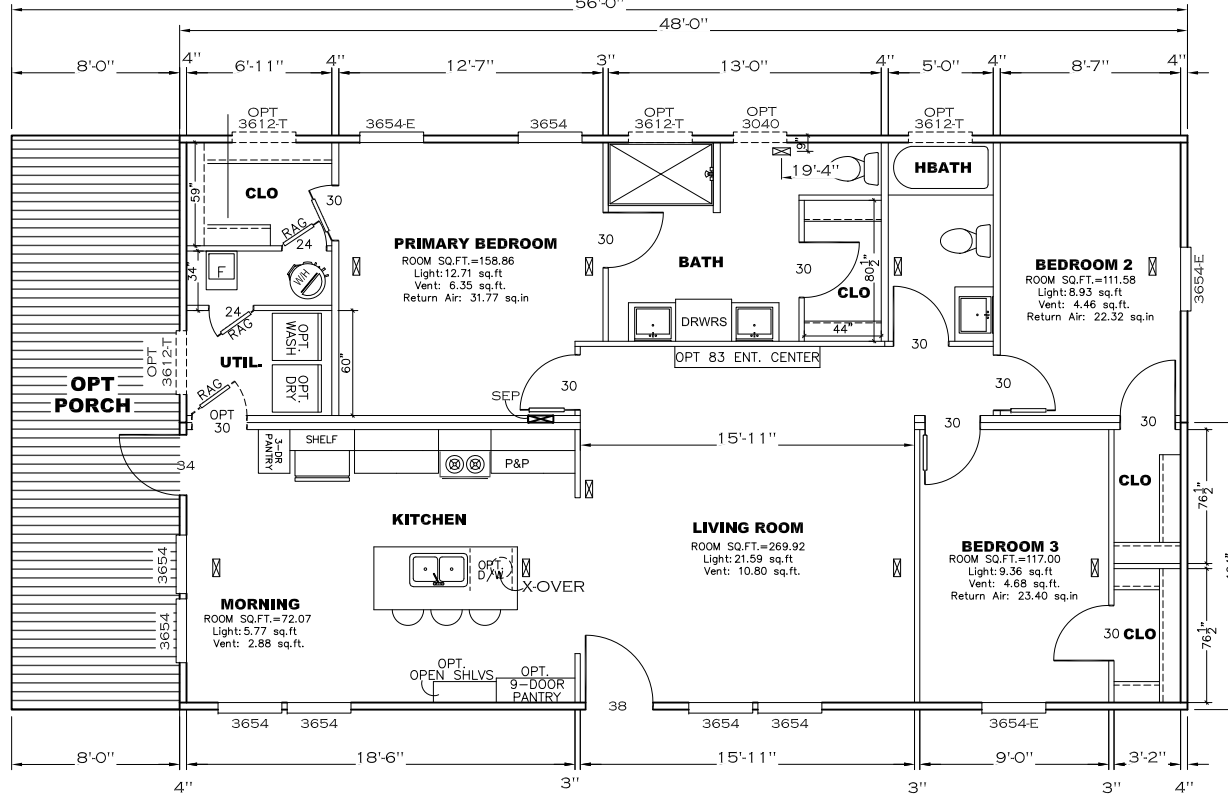 56'-0"
48'-0"
8'-0"
4"
6'-11"
4"
12'-7"
3"
13'-0"
4"
5'-0"
4"
8'-7"
4"
OPT
3612-T
3654-E
3654
OPT
3612-T
OPT
3040
OPT
3612-T
9"
19'-4"
HBATH
59"
CLO
30
RAG
24
PRIMARY BEDROOM
ROOM SQ.FT.=158.86
Light: 12.71 sq.ft
Vent: 6.35 sq.ft.
Return Air: 31.77 sq.in
30
BATH
30
80 1/2"
CLO
44"
BEDROOM 2
ROOM SQ.FT.=111.58
Light: 8.93 sq.ft
Vent: 4.46 sq.ft.
Return Air: 22.32 sq.in
3654-E
34"
F
W/H
24
RAG
OPT.
WASH
DRWRS
UTIL.
OPT
3612-T
60"
OPT.
DRY
OPT 83 ENT. CENTER
30
OPT
PORCH
RAG
OPT
30
SEP
30
30
30
30
15'-11"
3-DR
PANTRY
SHELF
P&P
34
KITCHEN
CLO
76 1/2"
LIVING ROOM
ROOM SQ.FT.=269.92
Light: 21.59 sq.ft
Vent: 10.80 sq.ft.
BEDROOM 3
ROOM SQ.FT.=117.00
Light: 9.36 sq.ft
Vent: 4.68 sq.ft.
Return Air: 23.40 sq.in
3654
OPT.
D/W.
X-OVER
MORNING
ROOM SQ.FT.=72.07
Light: 5.77 sq.ft
Vent: 2.88 sq.ft.
3654
30
CLO
76 1/2"
OPT.
OPEN SHLVS
OPT.
9-DOOR
PANTRY
3654
3654
38
3654
3654
3654-E
8'-0"
4"
18'-6"
3"
15'-11"
3"
9'-0"
3"
3'-2"
4"